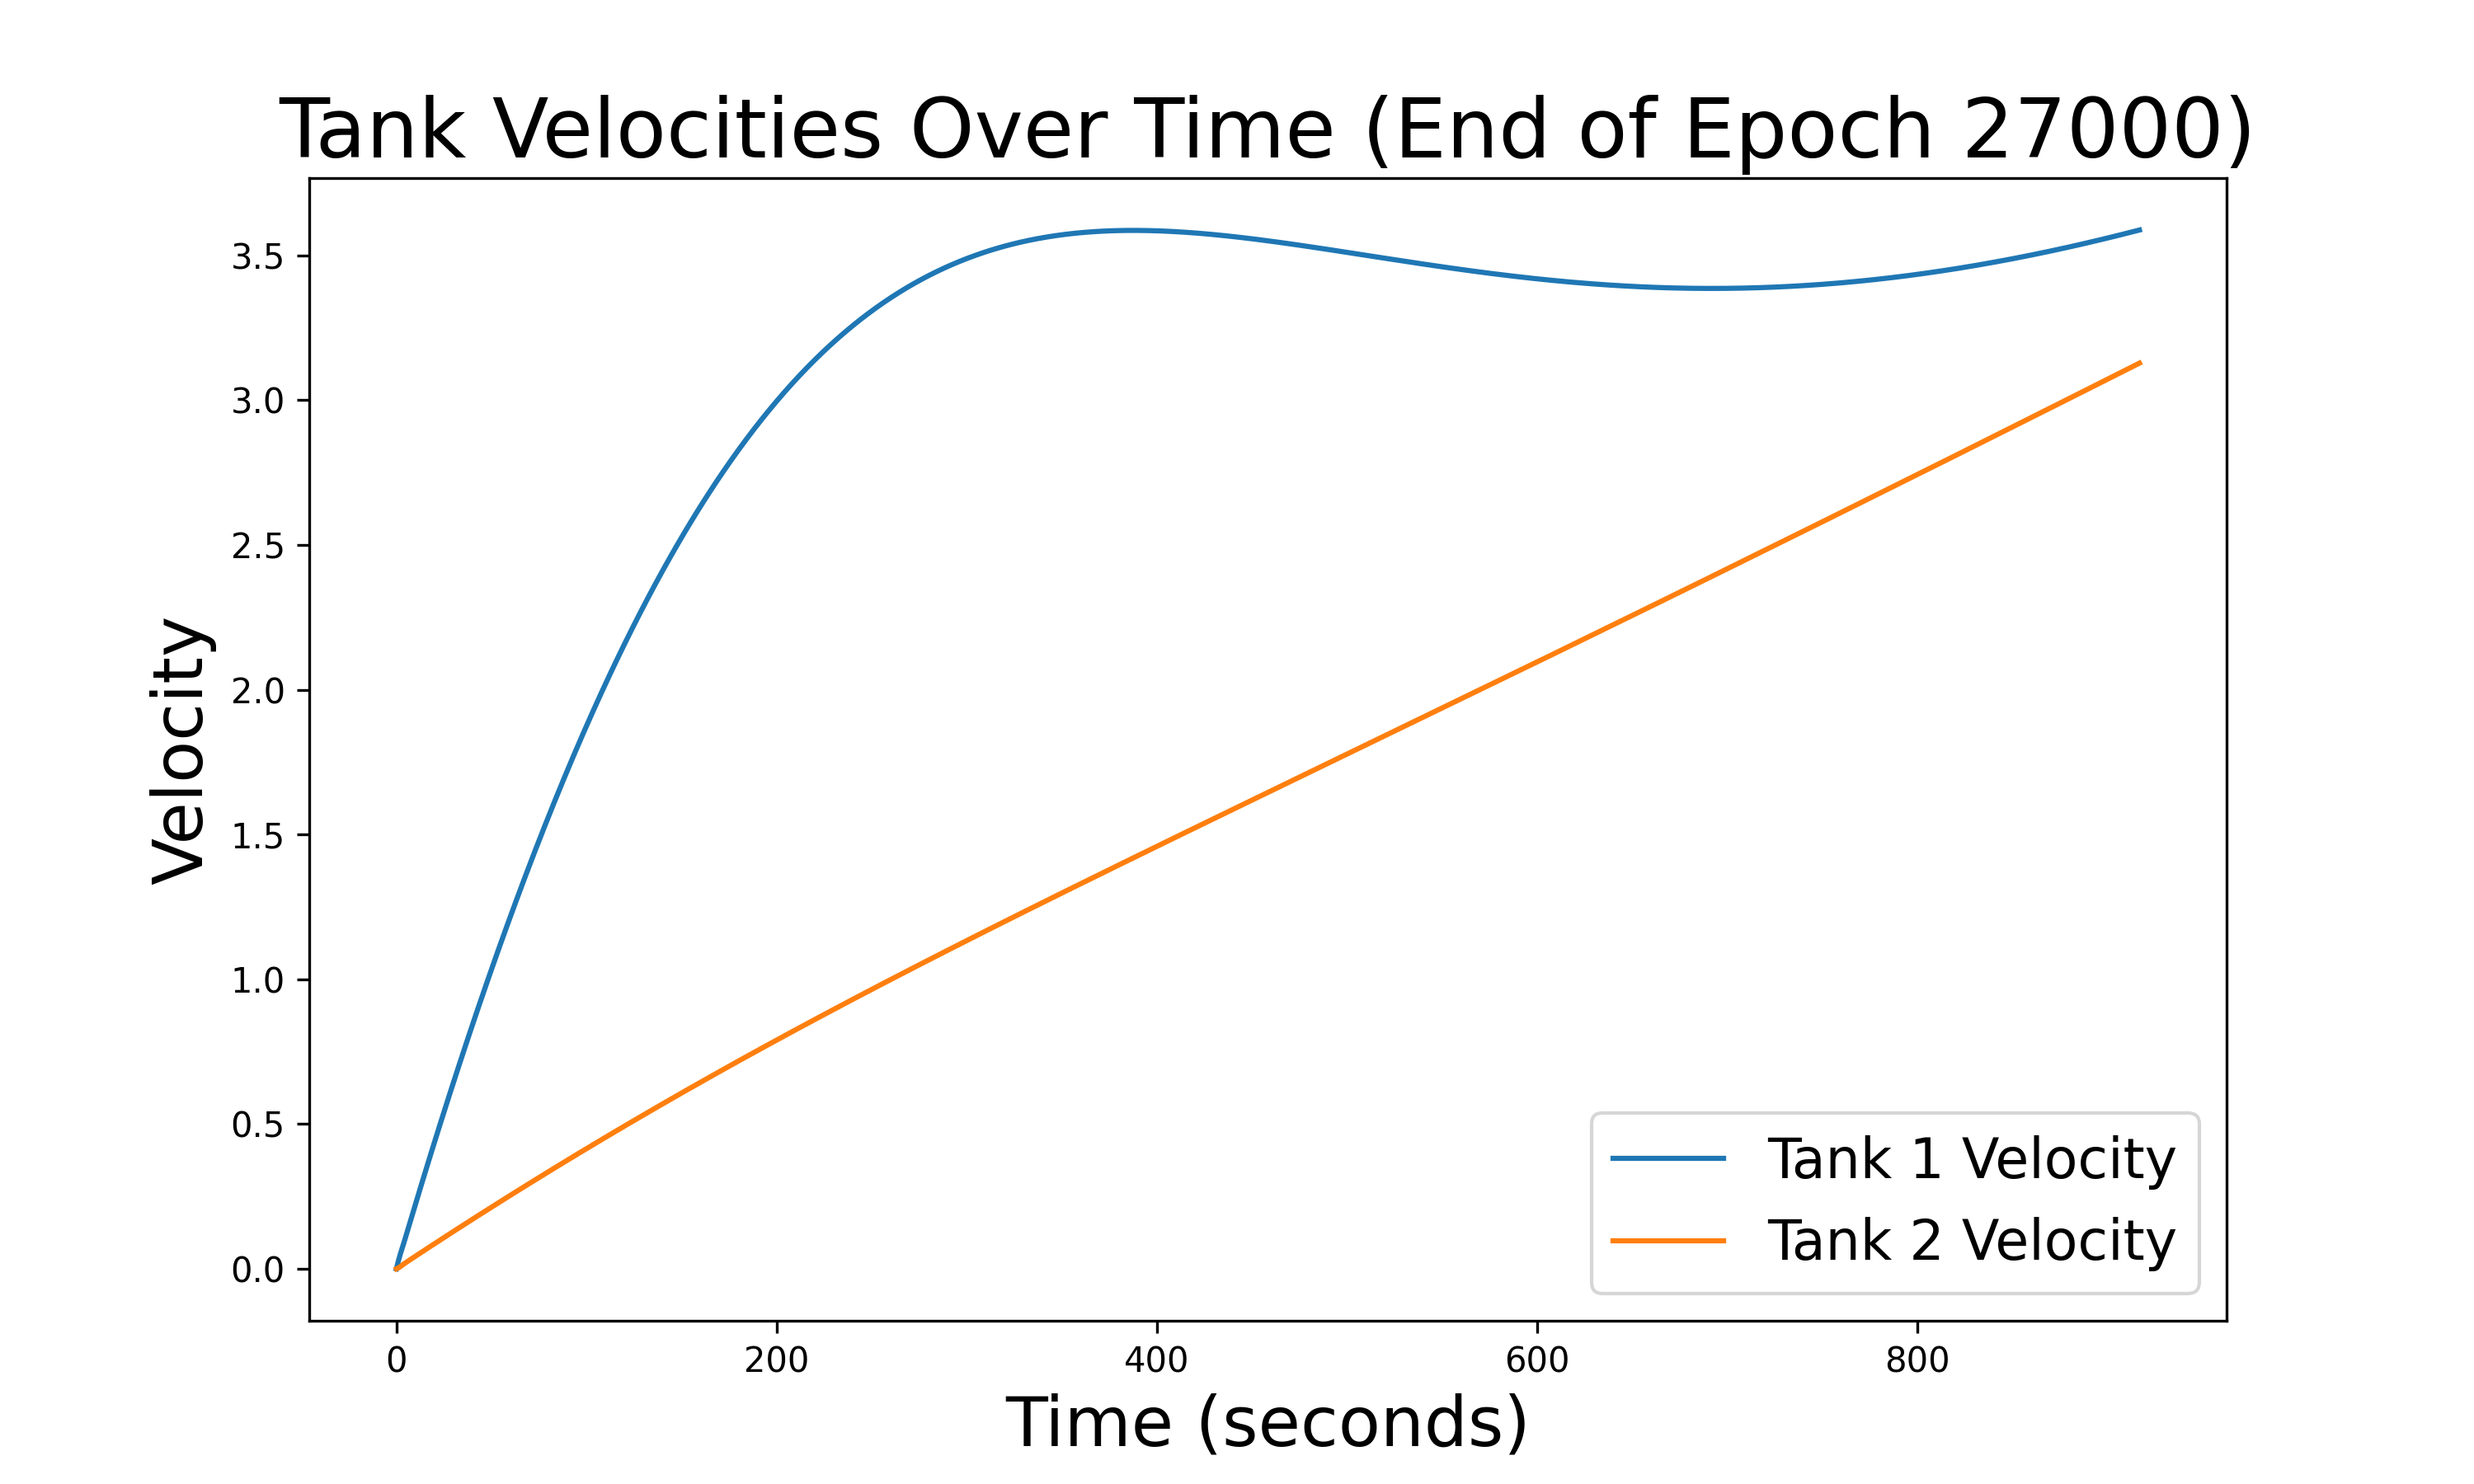 Tank Velocities Over Time (End of Epoch 27000)
Velocity
3.5
3.0
2.5
2.0
1.5
1.0
0.5
0.0
Tank 1 Velocity
Tank 2 Velocity
0 200 400 600 800
Time (seconds)